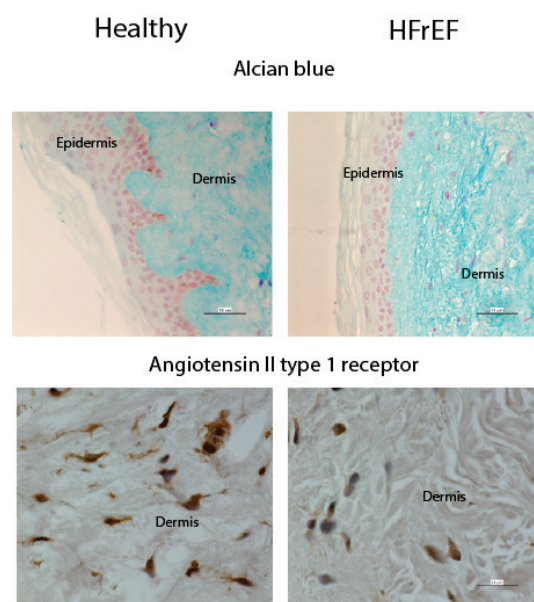 Healthy HFrEF
Alcian blue
Epidermis
Dermis
Epidermis
Dermis
Angiotensin II type 1 receptor
Dermis
Dermis